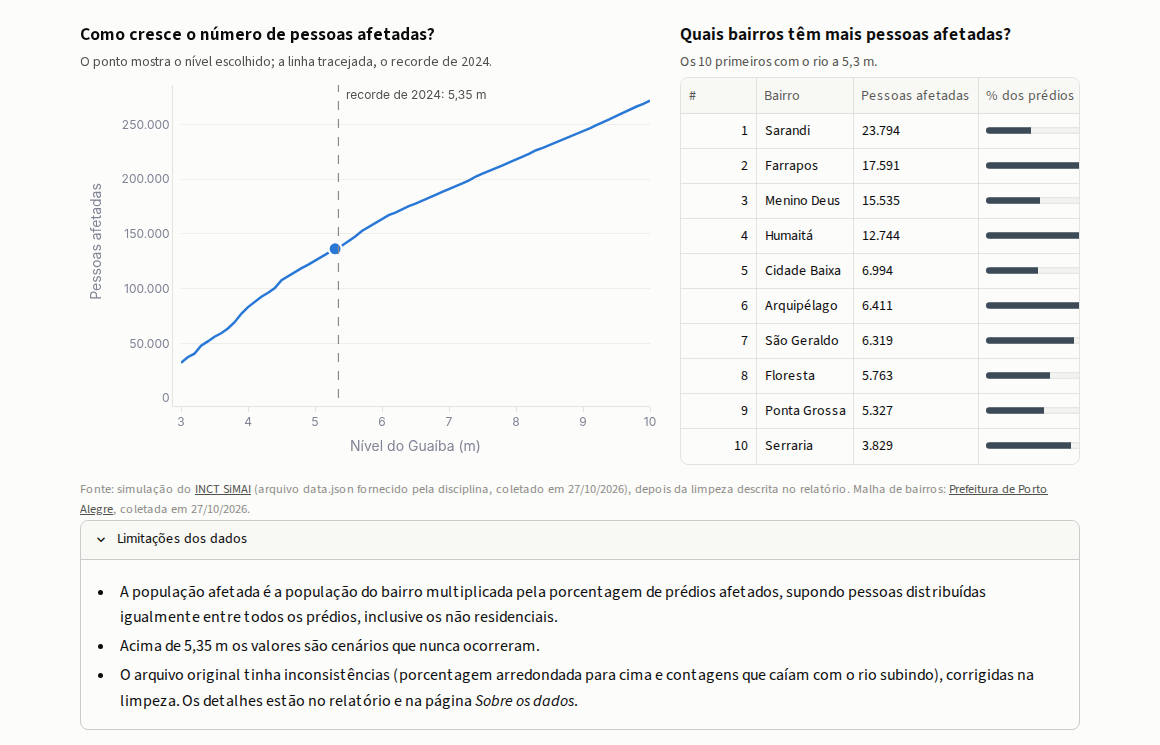 Como cresce o número de pessoas afetadas?
O ponto mostra o nível escolhido; a linha tracejada, o recorde de 2024.
recorde de 2024: 5,35 m
Pessoas afetadas
250.000
200.000
150.000
100.000
50.000
0
3 4 5 6 7 8 9 10
Nível do Guaíba (m)
Quais bairros têm mais pessoas afetadas?
Os 10 primeiros com o rio a 5,3 m.
# Bairro Pessoas afetadas % dos prédios
1 Sarandi 23.794
2 Farrapos 17.591
3 Menino Deus 15.535
4 Humaitá 12.744
5 Cidade Baixa 6.994
6 Arquipélago 6.411
7 São Geraldo 6.319
8 Floresta 5.763
9 Ponta Grossa 5.327
10 Serraria 3.829
Fonte: simulação do INCT SiMAI (arquivo data.json fornecido pela disciplina, coletado em 27/10/2026), depois da limpeza descrita no relatório. Malha de bairros: Prefeitura de Porto
Alegre, coletada em 27/10/2026.
Limitações dos dados
• A população afetada é a população do bairro multiplicada pela porcentagem de prédios afetados, supondo pessoas distribuídas
igualmente entre todos os prédios, inclusive os não residenciais.
• Acima de 5,35 m os valores são cenários que nunca ocorreram.
• O arquivo original tinha inconsistências (porcentagem arredondada para cima e contagens que caíam com o rio subindo), corrigidas na
limpeza. Os detalhes estão no relatório e na página Sobre os dados.